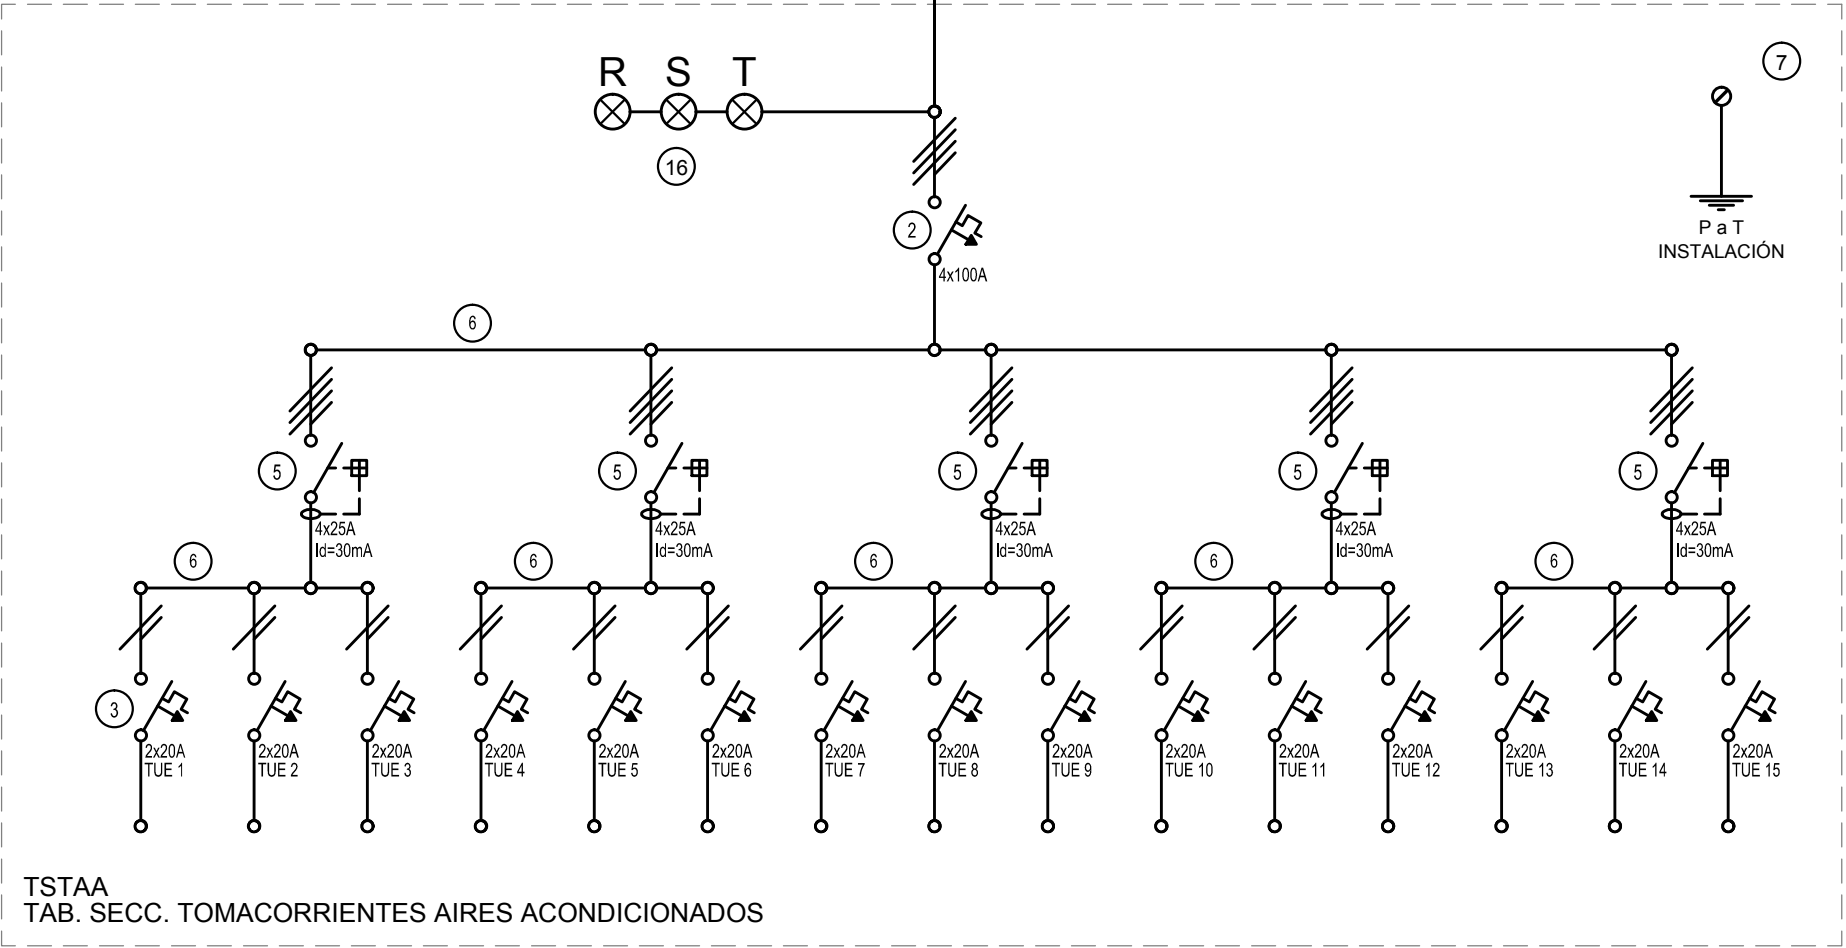 R S T
7
16
2
4x100A
P a T
INSTALACIÓN
6
5 5 5 5 5
4x25A 4x25A 4x25A 4x25A 4x25A
Id=30mA Id=30mA Id=30mA Id=30mA Id=30mA
6 6 6 6 6
3
2x20A 2x20A 2x20A 2x20A 2x20A 2x20A 2x20A 2x20A 2x20A 2x20A 2x20A 2x20A 2x20A 2x20A 2x20A
TUE 1 TUE 2 TUE 3 TUE 4 TUE 5 TUE 6 TUE 7 TUE 8 TUE 9 TUE 10 TUE 11 TUE 12 TUE 13 TUE 14 TUE 15
TSTAA
TAB. SECC. TOMACORRIENTES AIRES ACONDICIONADOS